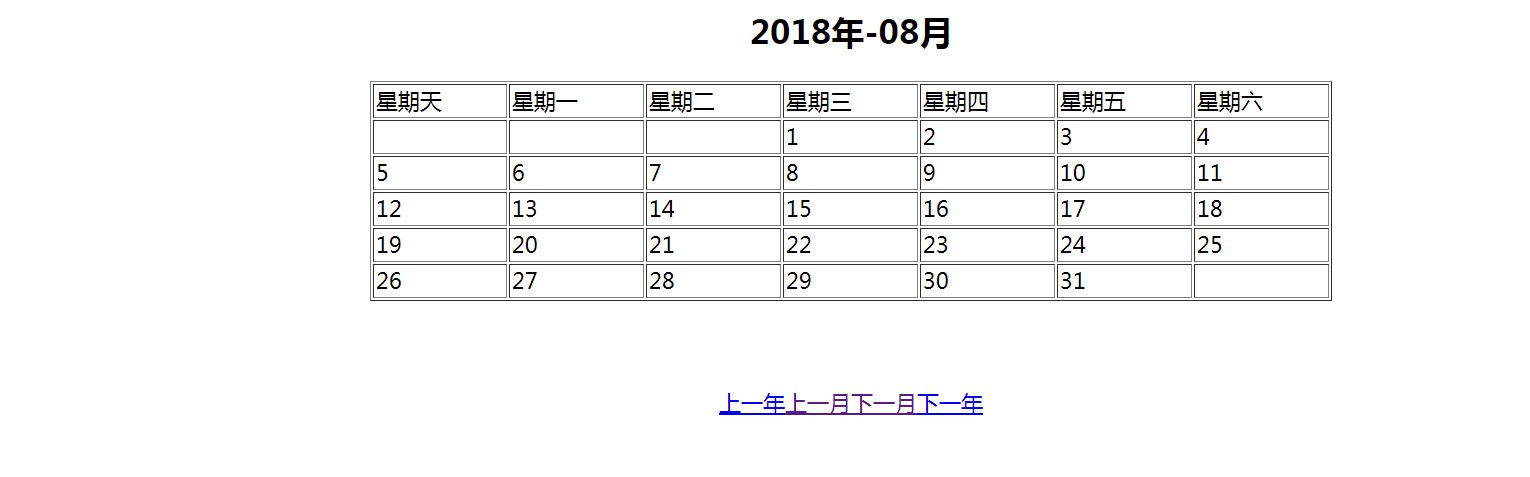 2018年-08月
星期天 星期一 星期二 星期三 星期四 星期五 星期六
1 2 3 4
5 6 7 8 9 10 11
12 13 14 15 16 17 18
19 20 21 22 23 24 25
26 27 28 29 30 31
上一年上一月下一月下一年